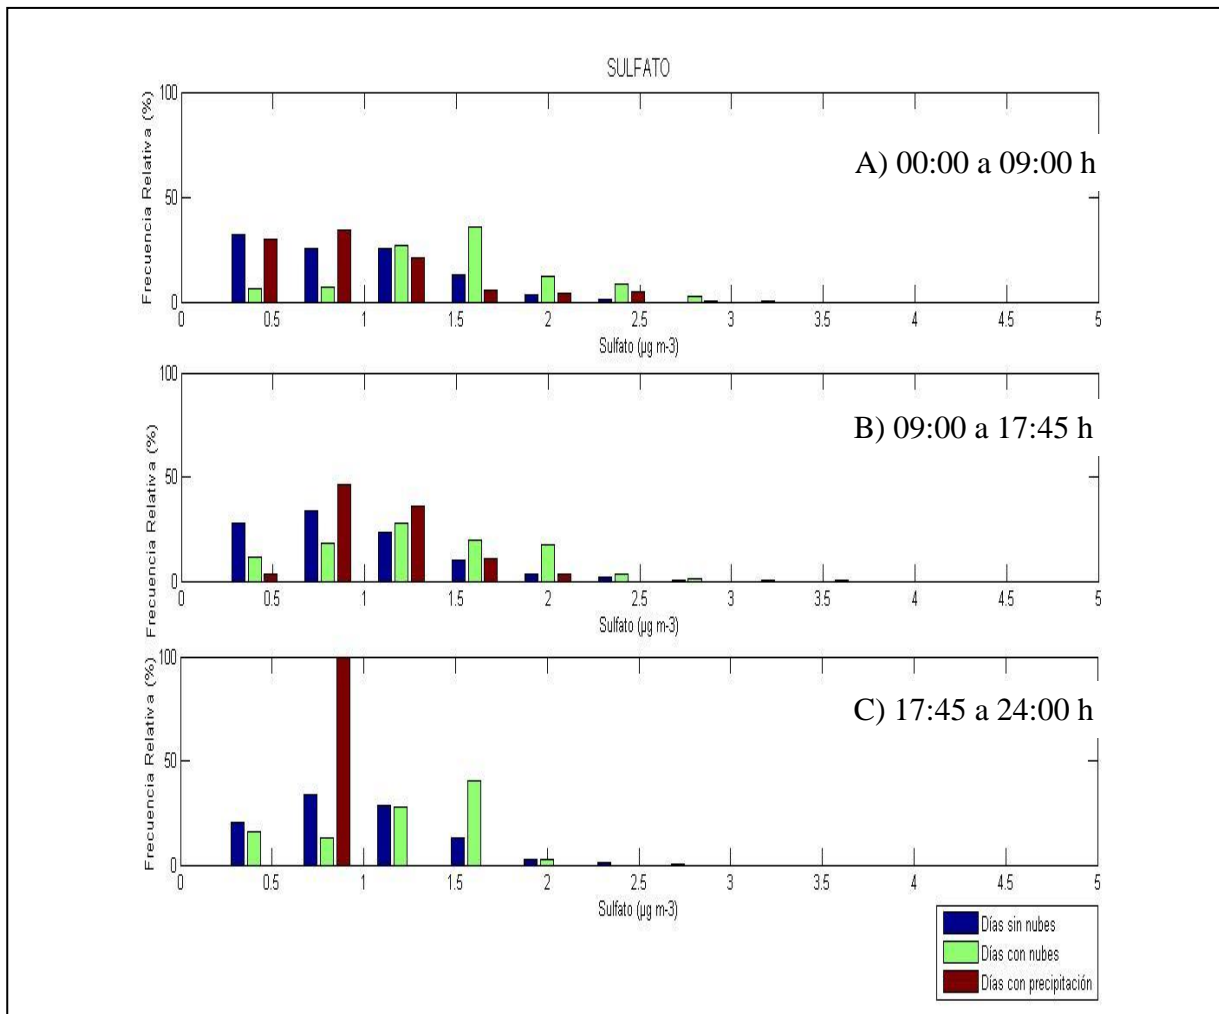 SULFATO
Frecuencia Relativa (%)
100
50
0
A) 00:00 a 09:00 h
0 0.5 1 1.5 2 2.5 3 3.5 4 4.5 5
Sulfato (µg m-3)
Frecuencia Relativa (%)
100
50
0
B) 09:00 a 17:45 h
0 0.5 1 1.5 2 2.5 3 3.5 4 4.5 5
Sulfato (µg m-3)
Frecuencia Relativa (%)
100
50
0
C) 17:45 a 24:00 h
0 0.5 1 1.5 2 2.5 3 3.5 4 4.5 5
Sulfato (µg m-3)
Días sin nubes
Días con nubes
Días con precipitación